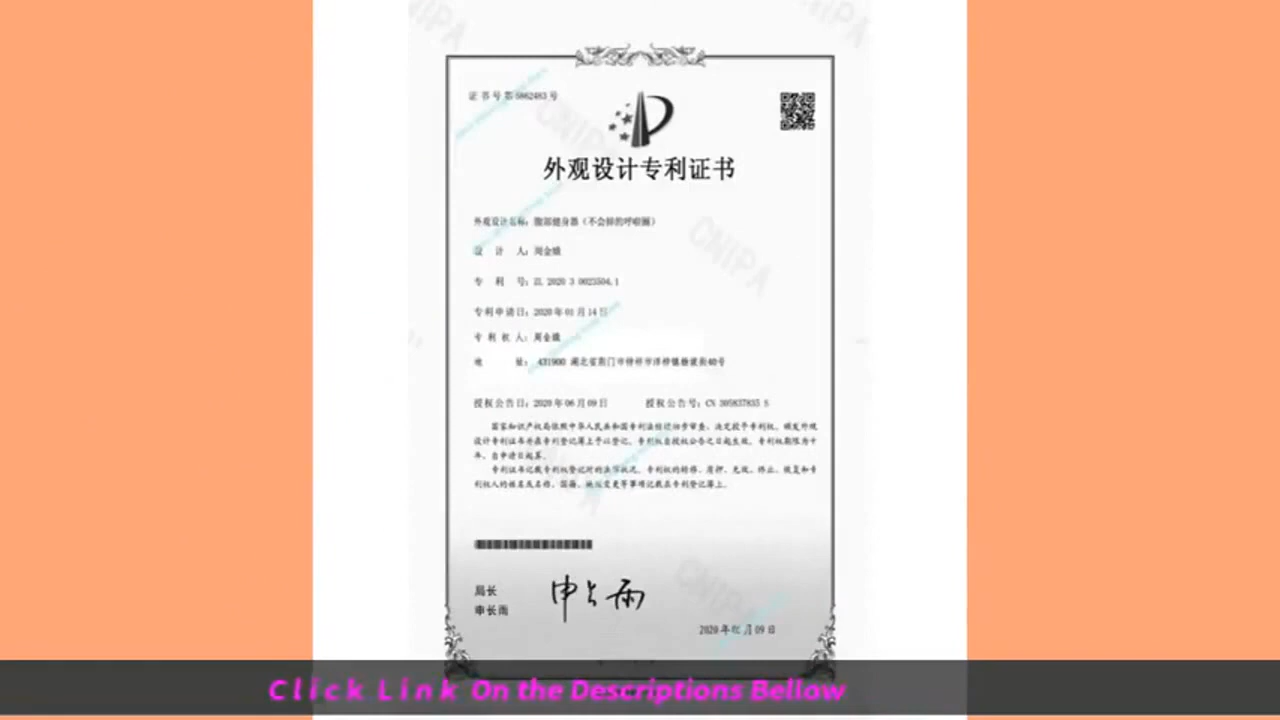 CNIPA
CNIPA
证书号第5862483号
外观设计专利证书
外观设计名称：腹部健身器（不会掉的呼啦圈）
设 计 人：周金娥
专 利 号：ZL 2020 3 0023504.1
专利申请日：2020年01月14日
专 利 权 人：周金娥
地 址：431900 湖北省荆门市钟祥市洋梓镇 街40号
授权公告日：2020年06月09日 授权公告号：CN 305837835 S
国家知识产权局依照中华人民共和国专利法经过初步审查，决定授予专利权，颁发外观
设计专利证书并在专利登记簿上予以登记。专利权自授权公告之日起生效。专利权期限为十
年，自申请日起算。
专利证书记载专利权登记时的法律状况。专利权的转移、质押、无效、终止、恢复和专
利权人的姓名或名称、国籍、地址变更等事项记载在专利登记簿上。
CNIPA
局长
申长雨
申长雨
CNIPA
2020年06月09日
Click Link On the Descriptions Bellow